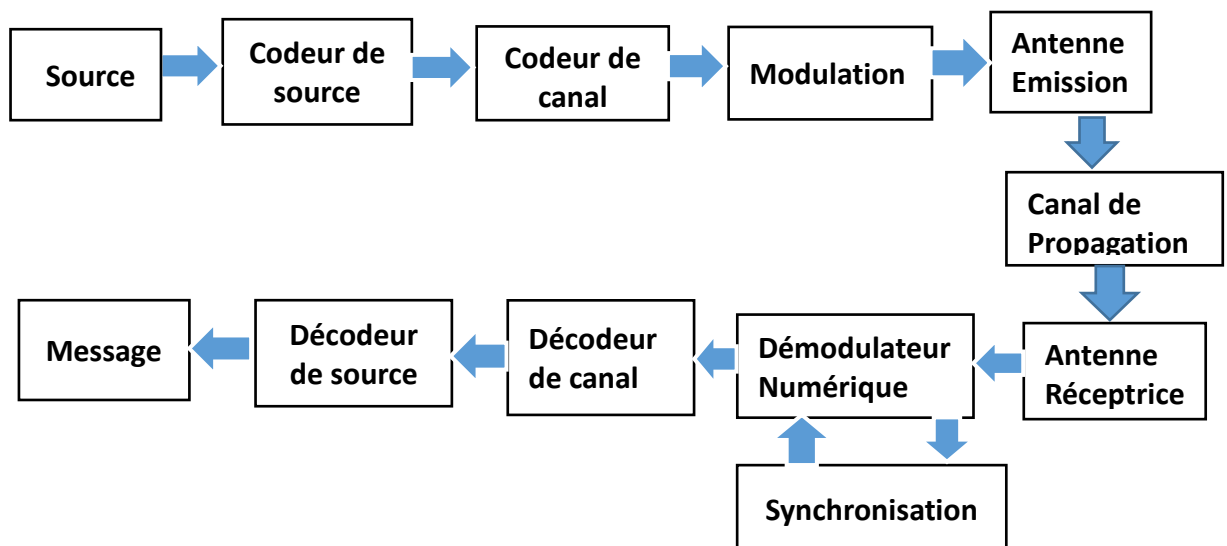 Source
Codeur de
source
Codeur de
canal
Modulation
Antenne
Emission
Canal de
Propagation
Message
Décodeur
de source
Décodeur
de canal
Démodulateur
Numérique
Antenne
Réceptrice
Synchronisation